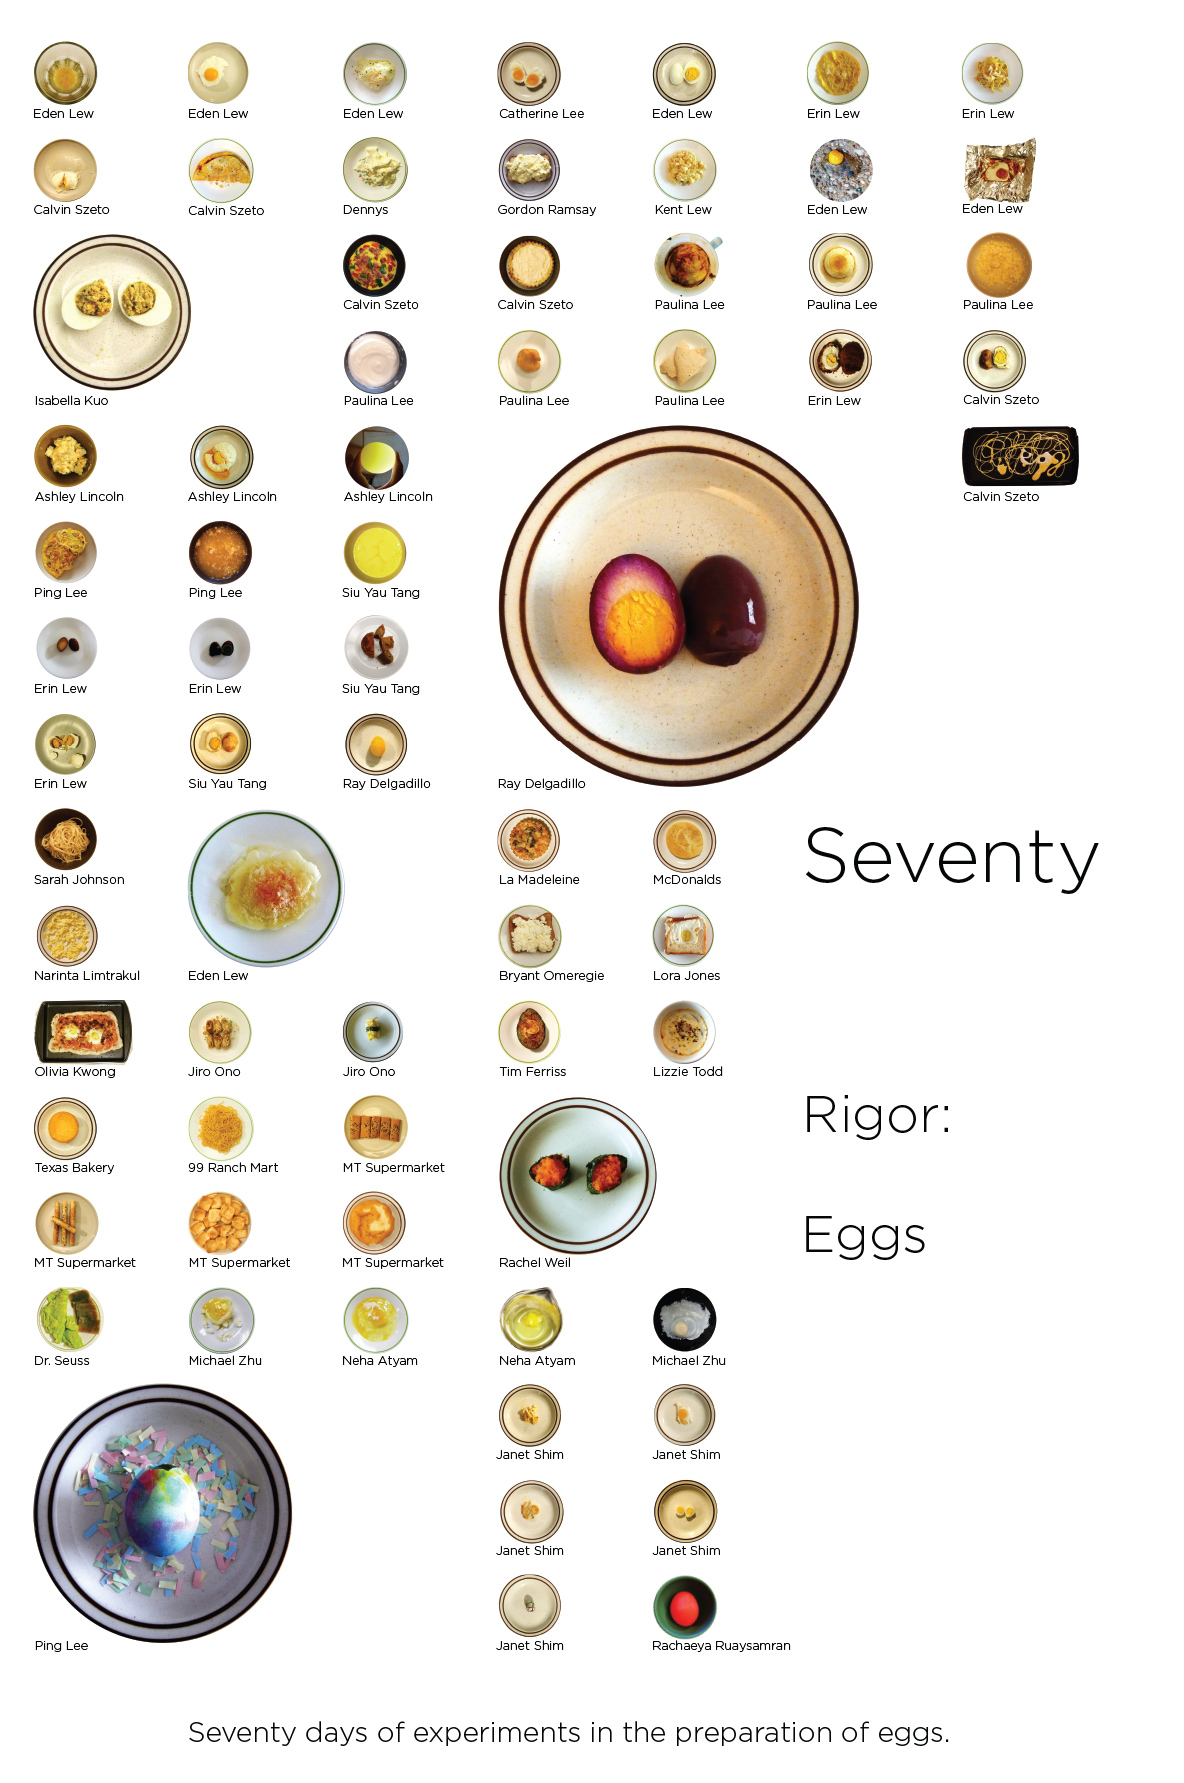 Eden Lew
Eden Lew
Eden Lew
Catherine Lee
Eden Lew
Erin Lew
Erin Lew
Calvin Szeto
Calvin Szeto
Dennys
Gordon Ramsay
Kent Lew
Eden Lew
Eden Lew
Calvin Szeto
Calvin Szeto
Paulina Lee
Paulina Lee
Paulina Lee
Isabella Kuo
Paulina Lee
Paulina Lee
Paulina Lee
Erin Lew
Calvin Szeto
Ashley Lincoln
Ashley Lincoln
Ashley Lincoln
Calvin Szeto
Ping Lee
Ping Lee
Siu Yau Tang
Erin Lew
Erin Lew
Siu Yau Tang
Erin Lew
Siu Yau Tang
Ray Delgadillo
Ray Delgadillo
Sarah Johnson
La Madeleine
McDonalds
Seventy
Narinta Limtrakul
Eden Lew
Bryant Omeregie
Lora Jones
Olivia Kwong
Jiro Ono
Jiro Ono
Tim Ferriss
Lizzie Todd
Rigor:
Texas Bakery
99 Ranch Mart
MT Supermarket
Eggs
MT Supermarket
MT Supermarket
MT Supermarket
Rachel Weil
Dr. Seuss
Michael Zhu
Neha Atyam
Neha Atyam
Michael Zhu
Janet Shim
Janet Shim
Janet Shim
Janet Shim
Ping Lee
Janet Shim
Rachaeya Ruaysamran
Seventy days of experiments in the preparation of eggs.